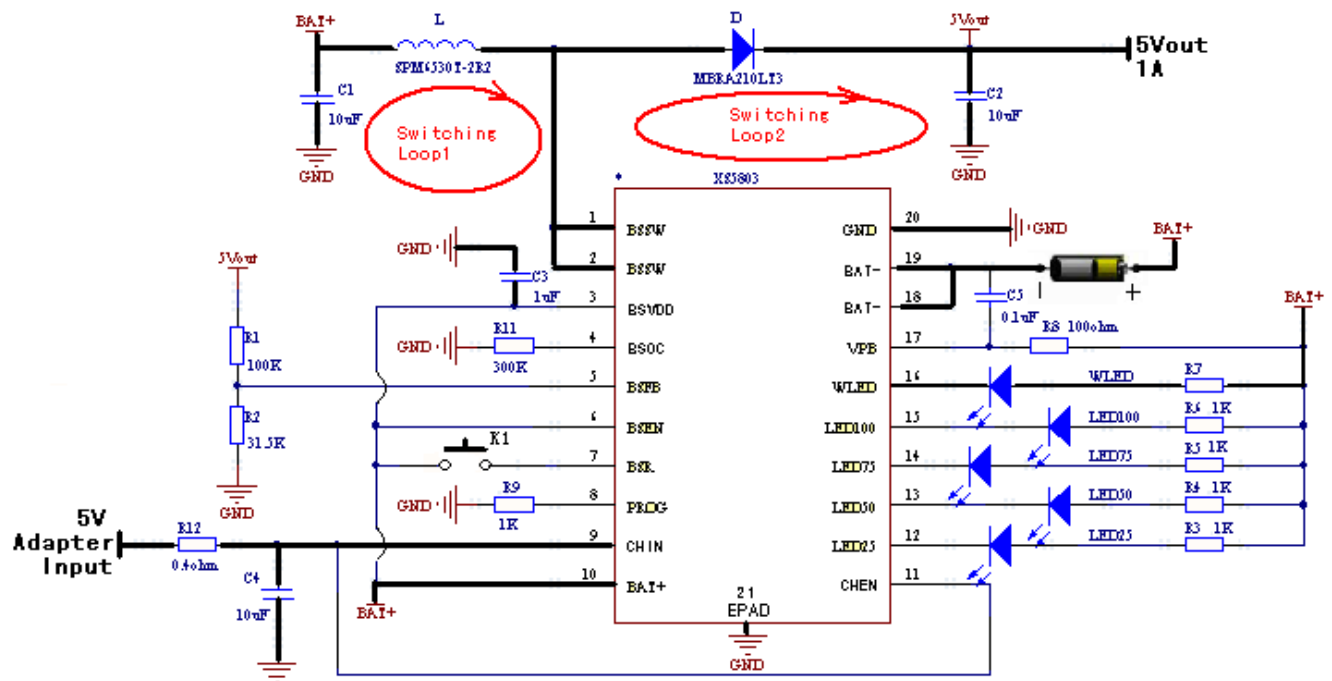 BAT+
L
D
5Vout
SPM6530T-2R2
MBRA210LT3
5Vout
1A
C1
10uF
GND
Switching
Loop1
Switching
Loop2
C2
10uF
GND
XS5803
1
BSSW
2
BSSW
3
BSVDD
4
BSOC
5
BSFB
6
BSEN
7
BSK
8
PROG
9
CHIN
10
BAT+
20
GND
19
BAT-
18
BAT-
17
VPB
16
WLED
15
LED100
14
LED75
13
LED50
12
LED25
11
CHEN
21
EPAD
GND
GND
C3
1uF
GND
R11
300K
5Vout
R1
100K
R2
31.5K
GND
K1
GND
R9
1K
5V
Adapter
Input
R12
0.4ohm
C4
10uF
BAT+
GND
BAT+
-
+
C5
0.1uF
R8 100ohm
BAT+
WLED
R7
LED100
R6 1K
LED75
R5 1K
LED50
R4 1K
LED25
R3 1K